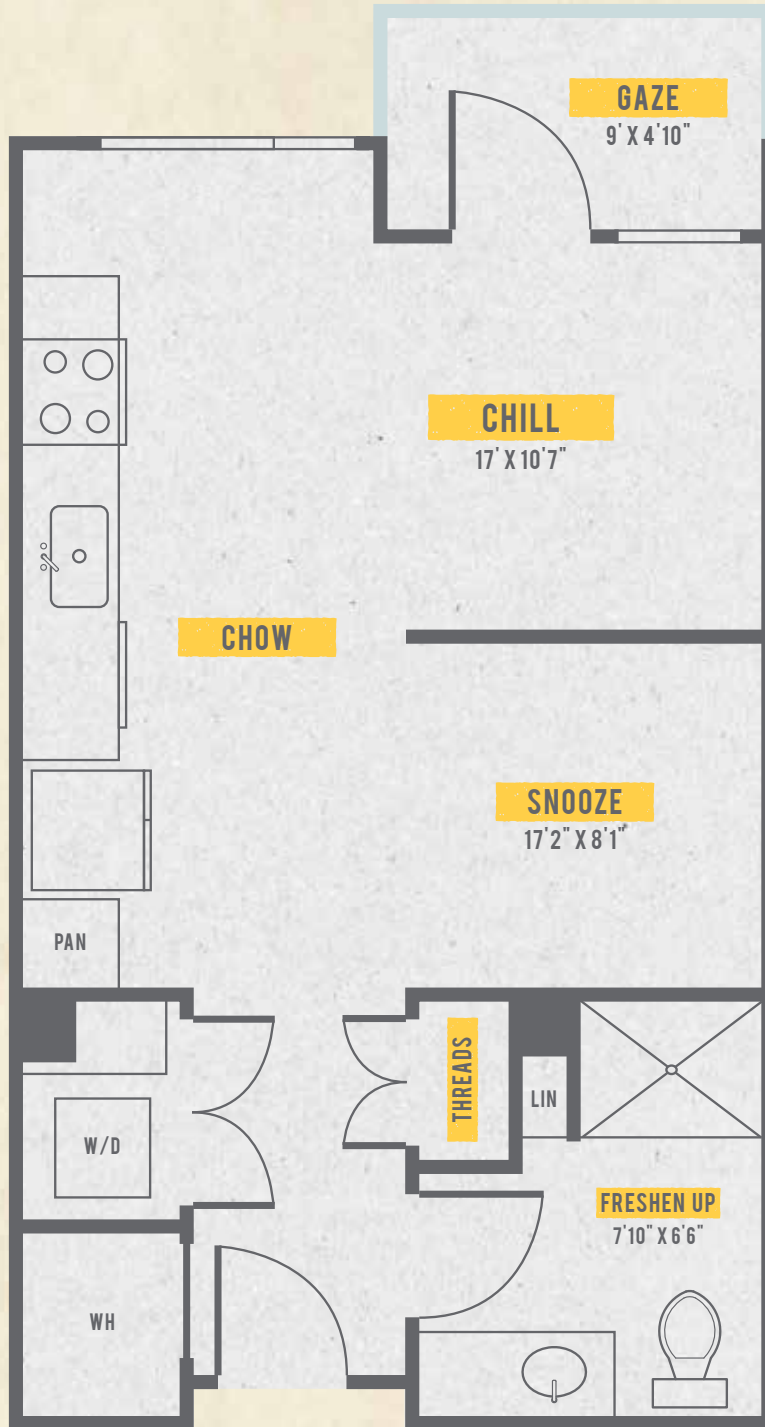 GAZE
9' X 4'10"
CHILL
17' X 10'7"
CHOW
SNOOZE
17'2" X 8'1"
PAN
THREADS
LIN
W/D
FRESHEN UP
7'10" X 6'6"
WH